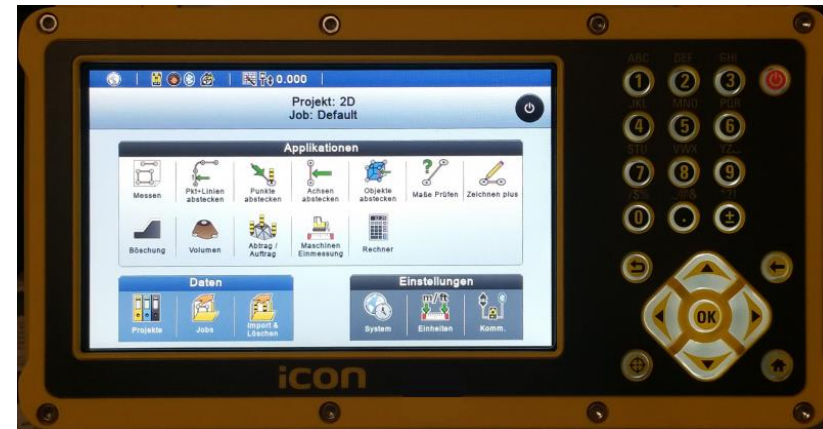 0.000
Projekt: 2D
Job: Default
Applikationen
Messen
Pkt+Linien
abstecken
Punkte
abstecken
Achsen
abstecken
Objekte
abstecken
Maße Prüfen
Zeichnen plus
Böschung
Volumen
Abtrag /
Auftrag
Maschinen
Einmessung
Rechner
Daten
Projekte
Jobs
Import &
Löschen
Einstellungen
m/ft
System
Einheiten
Komm.
icon
ABC DEF GHI
1 2 3
JKL MNO PQR
4 5 6
STU VWX YZ
7 8 9
0 . ±
OK